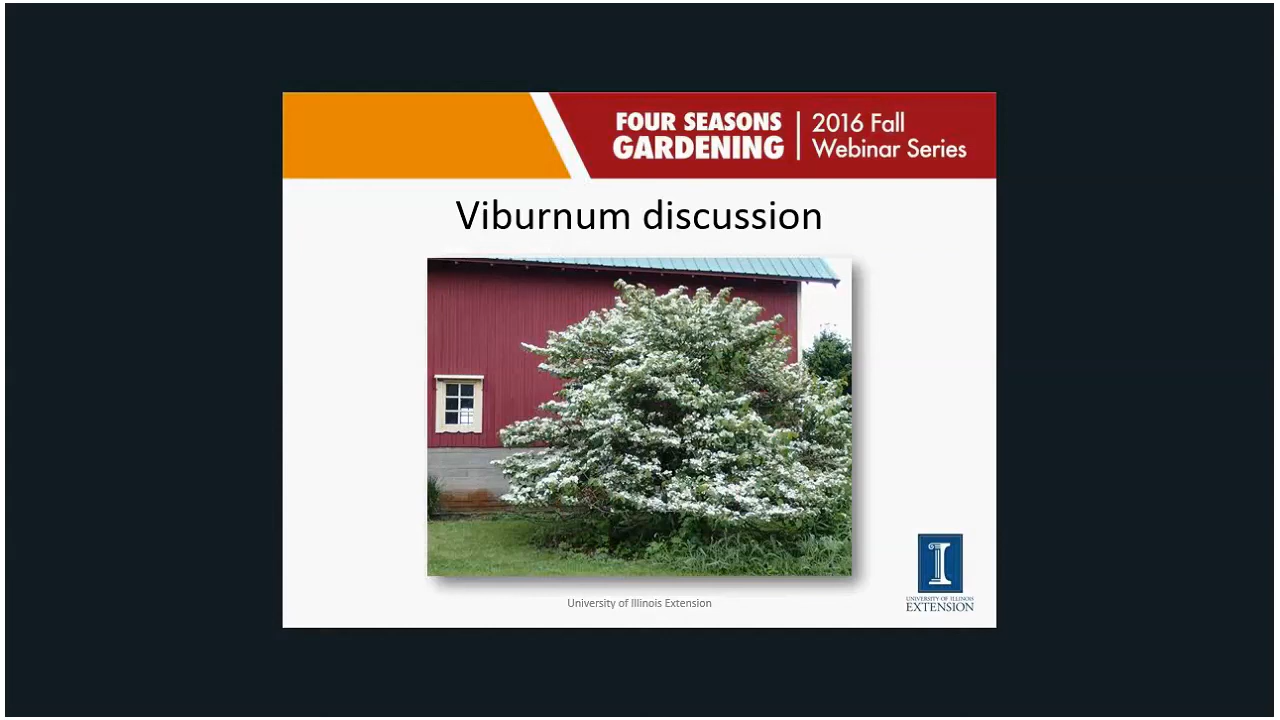 FOUR SEASONS
GARDENING
2016 Fall
Webinar Series
Viburnum discussion
University of Illinois Extension
I
UNIVERSITY OF ILLINOIS
EXTENSION